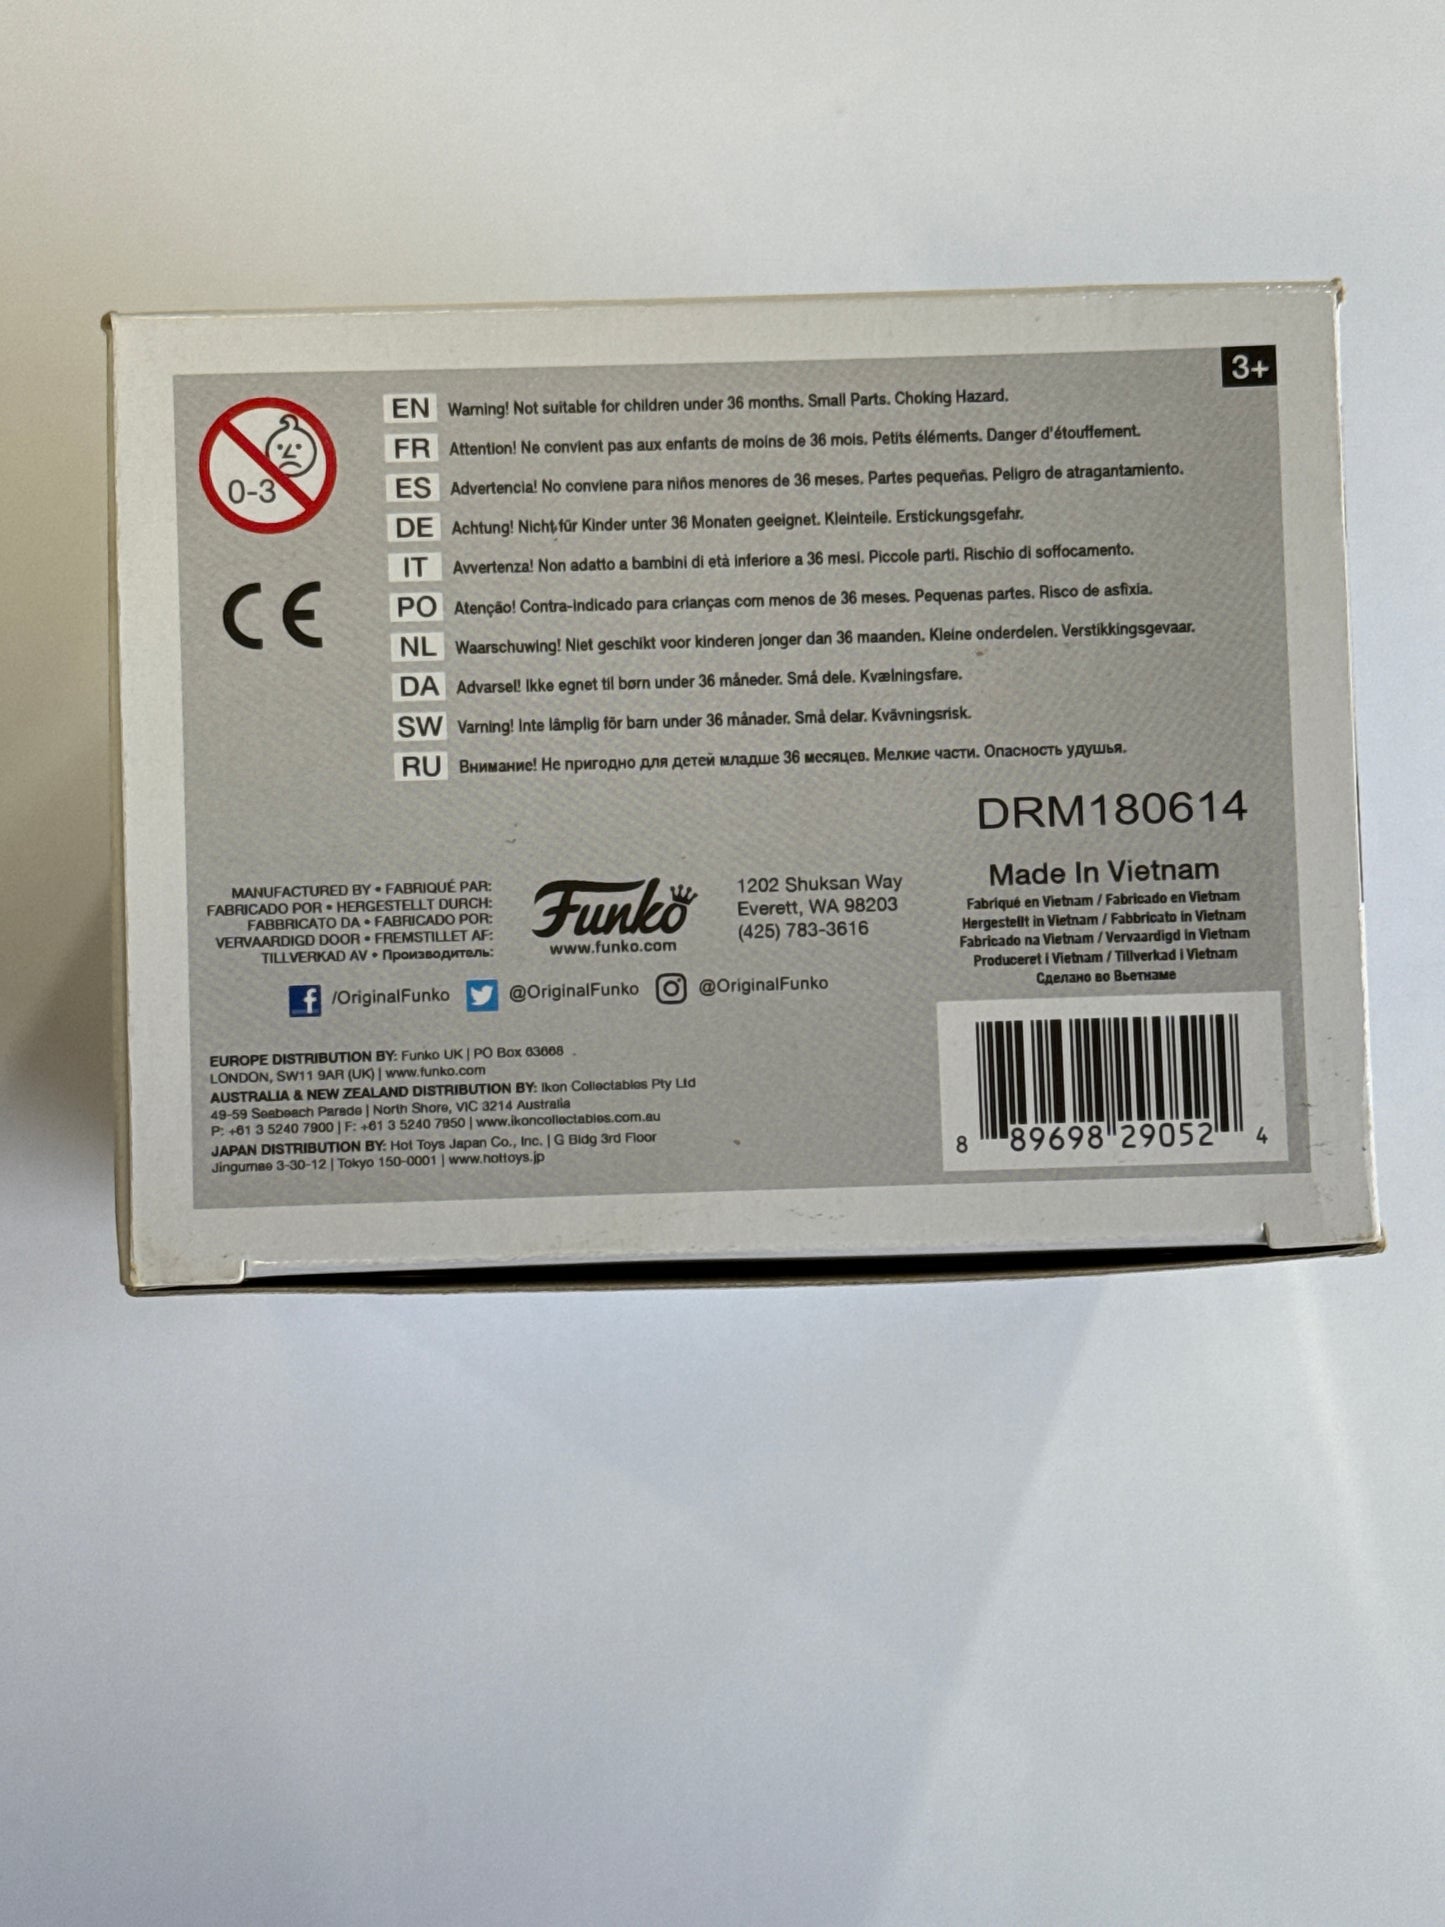 3+
0-3
CE
EN Warning! Not suitable for children under 36 months. Small Parts. Choking Hazard.
FR Attention! Ne convient pas aux enfants de moins de 36 mois. Petits éléments. Danger d'étouffement.
ES Advertencia! No conviene para niños menores de 36 meses. Partes pequeñas. Peligro de atragantamiento.
DE Achtung! Nicht für Kinder unter 36 Monaten geeignet. Kleinteile. Erstickungsgefahr.
IT Avvertenza! Non adatto a bambini di età inferiore a 36 mesi. Piccole parti. Rischio di soffocamento.
PO Atenção! Contra-indicado para crianças com menos de 36 meses. Pequenas partes. Risco de asfixia.
NL Waarschuwing! Niet geschikt voor kinderen jonger dan 36 maanden. Kleine onderdelen. Verstikkingsgevaar.
DA Advarsel! Ikke egnet til børn under 36 måneder. Små dele. Kvælningsfare.
SW Varning! Inte lâmplig för barn under 36 månader. Små delar. Kvävningsrisk.
RU Внимание! Не пригодно для детей младше 36 месяцев. Мелкие части. Опасность удушья.
DRM180614
MANUFACTURED BY • FABRIQUÉ PAR:
FABRICADO POR • HERGESTELLT DURCH:
FABBRICATO DA • FABRICADO POR:
VERVAARDIGD DOOR • FREMSTILLET AF:
TILLVERKAD AV • Производитель:
Funko
www.funko.com
1202 Shuksan Way
Everett, WA 98203
(425) 783-3616
Made In Vietnam
Fabriqué en Vietnam / Fabricado en Vietnam
Hergestellt in Vietnam / Fabbricato in Vietnam
Fabricado na Vietnam / Vervaardigd in Vietnam
Produceret i Vietnam / Tillverkad i Vietnam
Сделано во Вьетнаме
f /OriginalFunko @OriginalFunko @OriginalFunko
EUROPE DISTRIBUTION BY: Funko UK | PO Box 63668
LONDON, SW11 9AR (UK) | www.funko.com
AUSTRALIA & NEW ZEALAND DISTRIBUTION BY: Ikon Collectables Pty Ltd
49-59 Seabeach Parade | North Shore, VIC 3214 Australia
P: +61 3 5240 7900 | F: +61 3 5240 7950 | www.ikoncollectables.com.au
JAPAN DISTRIBUTION BY: Hot Toys Japan Co., Inc. | G Bldg 3rd Floor
Jingumae 3-30-12 | Tokyo 150-0001 | www.hottoys.jp
8 89698 29052 4